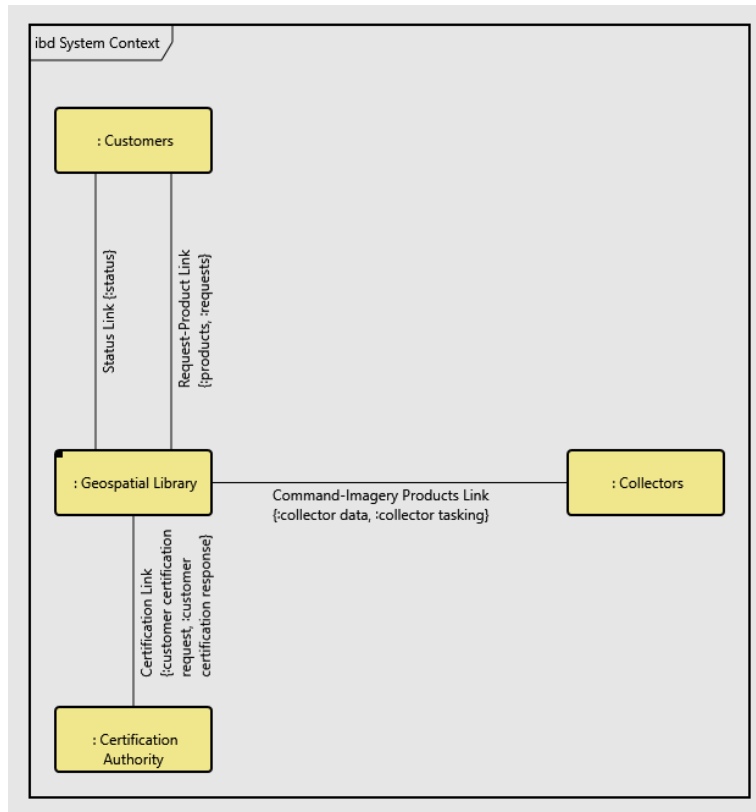 ibd System Context
: Customers
Status Link {:status}
Request-Product Link
{:products, :requests}
: Geospatial Library
Command-Imagery Products Link
{:collector data, :collector tasking}
: Collectors
Certification Link
{:customer certification
request, :customer
certification response}
: Certification
Authority